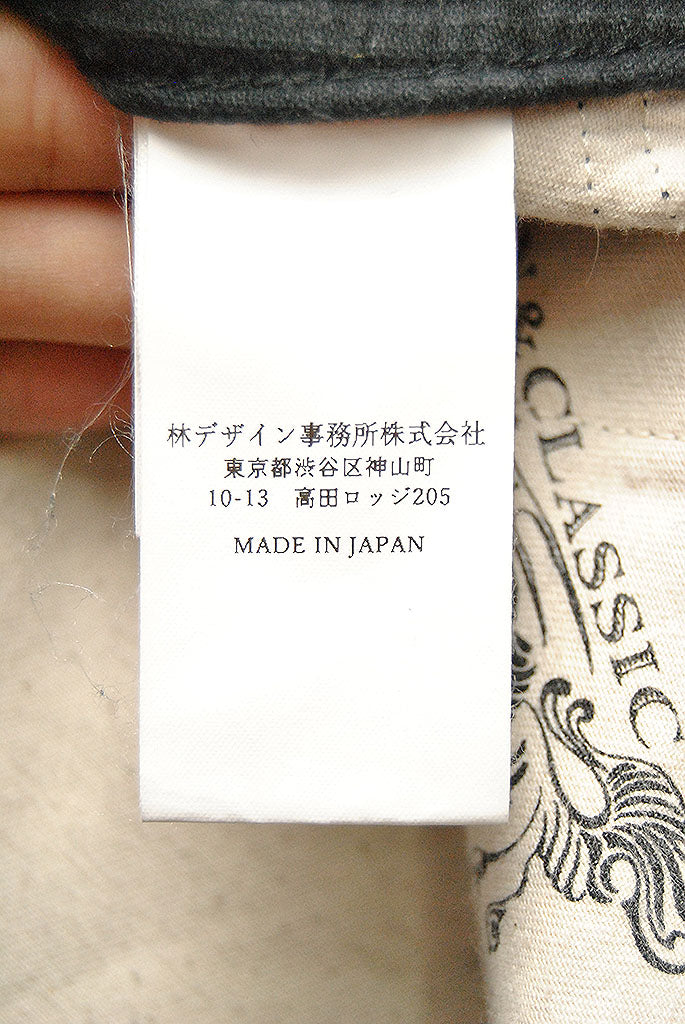 林デザイン事務所株式会社
東京都渋谷区神山町
10-13　高田ロッジ205
MADE IN JAPAN
& CLASSIC